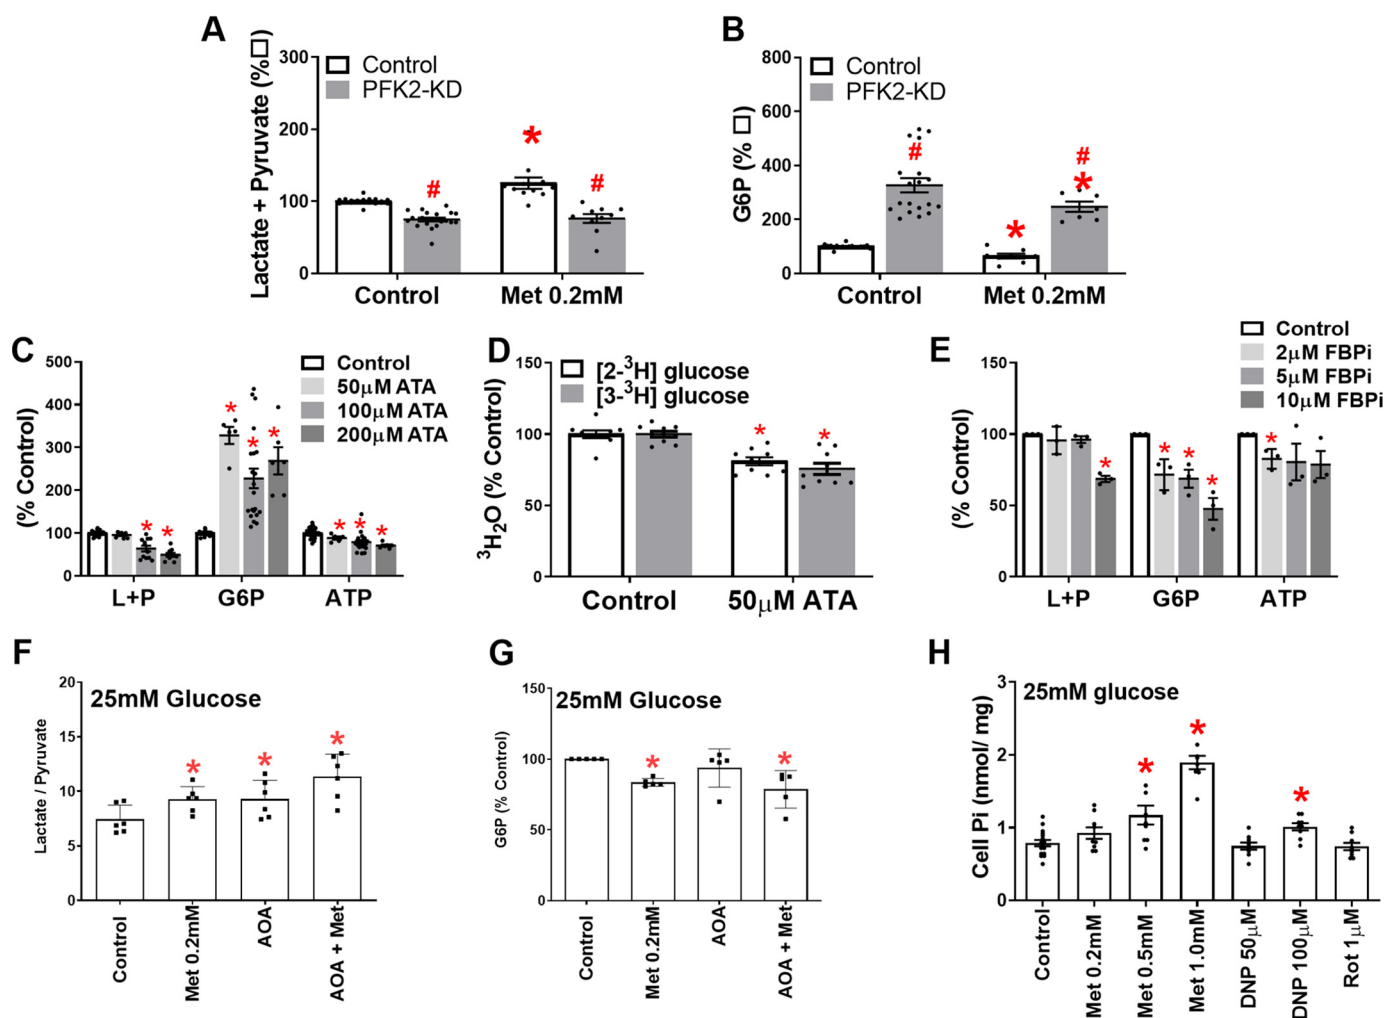 A
Lactate + Pyruvate (%□)
300
200
100
0
Control
PFK2-KD
*
#
#
Control
Met 0.2mM
B
G6P (% □)
800
600
400
200
0
Control
PFK2-KD
#
*
#
*
Control
Met 0.2mM
C
(% Control)
500
400
300
200
100
0
Control
50μM ATA
100μM ATA
200μM ATA
* * * * * * * *
L+P
G6P
ATP
D
³H₂O (% Control)
150
100
50
0
[2-³H] glucose
[3-³H] glucose
* *
Control
50μM ATA
E
(% Control)
150
100
50
0
Control
2μM FBPi
5μM FBPi
10μM FBPi
* * * * *
L+P
G6P
ATP
F
25mM Glucose
Lactate / Pyruvate
20
15
10
5
0
* * *
Control
Met 0.2mM
AOA
AOA + Met
G
25mM Glucose
G6P (% Control)
150
100
50
0
* *
Control
Met 0.2mM
AOA
AOA + Met
H
25mM glucose
Cell Pi (nmol/ mg)
3
2
1
0
* * *
Control
Met 0.2mM
Met 0.5mM
Met 1.0mM
DNP 50μM
DNP 100μM
Rot 1μM